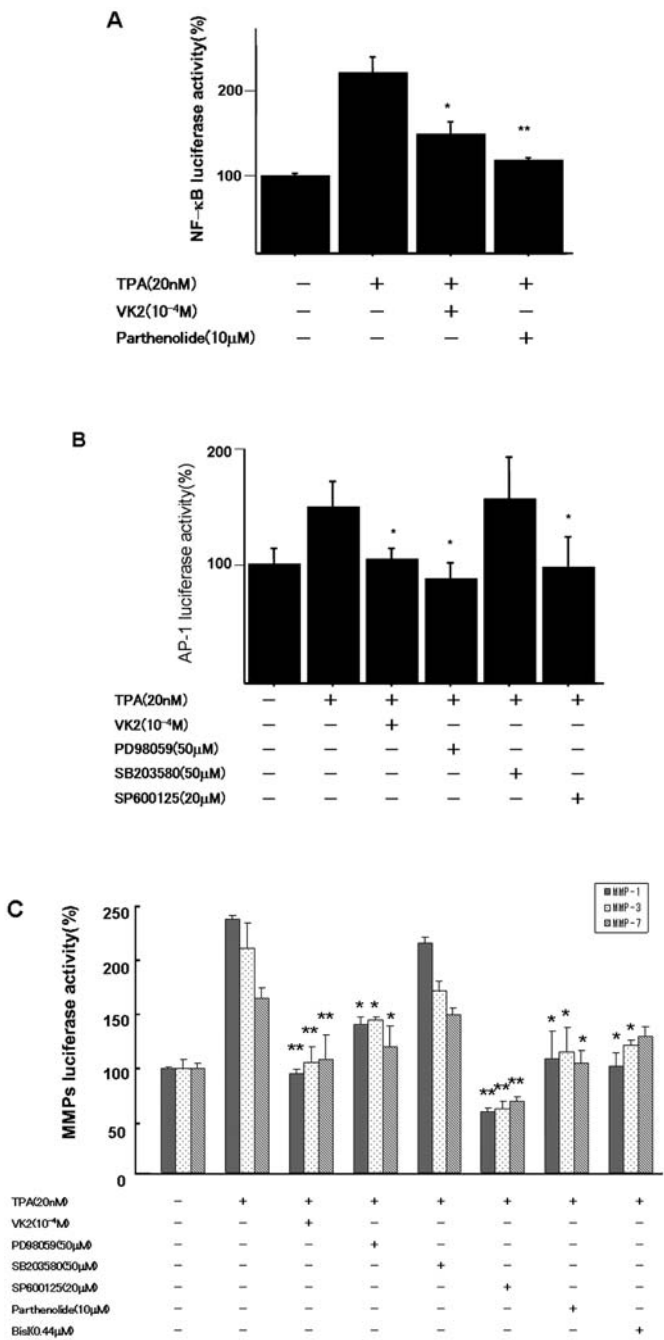 A
NF-κB luciferase activity(%)
200
100
* **
TPA(20nM) − + + +
VK2(10⁻⁴M) − − + −
Parthenolide(10μM) − − − +
B
AP-1 luciferase activity(%)
200
100
* * *
TPA(20nM) − + + + + +
VK2(10⁻⁴M) − − + − − −
PD98059(50μM) − − − + − −
SB203580(50μM) − − − − + −
SP600125(20μM) − − − − − +
C
MMPs luciferase activity(%)
MMP-1
MMP-3
MMP-7
250
200
150
100
50
0
** ** ** * * * ** ** ** * * * * *
TPA(20nM) − + + + + + + +
VK2(10⁻⁴M) − − + − − − − −
PD98059(50μM) − − − + − − − −
SB203580(50μM) − − − − + − − −
SP600125(20μM) − − − − − + − −
Parthenolide(10μM) − − − − − − + −
BisI(0.44μM) − − − − − − − +